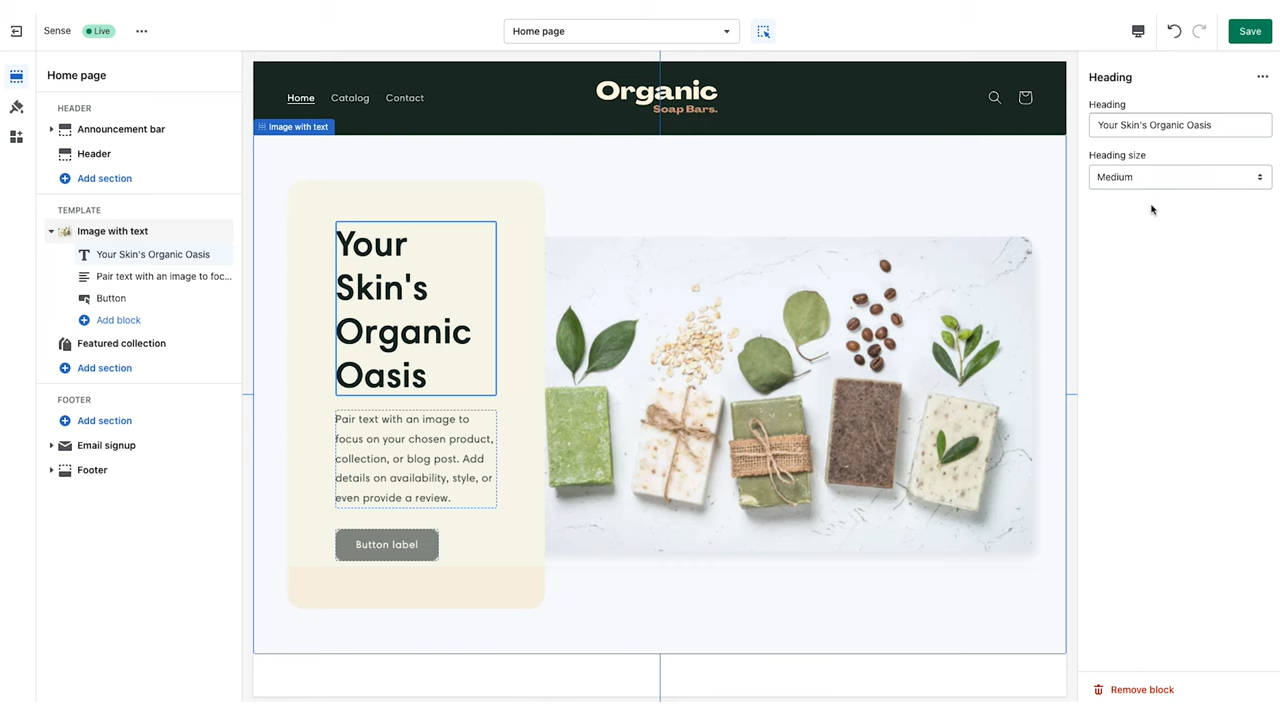 Sense
Live
Home page
Save
Home page
HEADER
Announcement bar
Header
Add section
TEMPLATE
Image with text
Your Skin's Organic Oasis
Pair text with an image to foc...
Button
Add block
Featured collection
Add section
FOOTER
Add section
Email signup
Footer
Home
Catalog
Contact
Organic
Soap Bars.
Image with text
Your
Skin's
Organic
Oasis
Pair text with an image to
focus on your chosen product,
collection, or blog post. Add
details on availability, style, or
even provide a review.
Button label
Heading
Heading
Your Skin's Organic Oasis
Heading size
Medium
Remove block